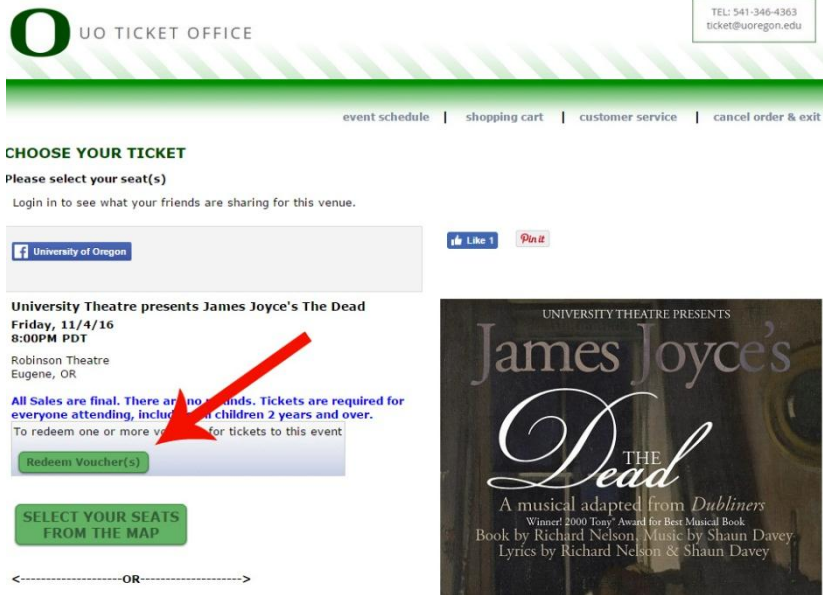 TEL: 541-346-4363
ticket@uoregon.edu
O UO TICKET OFFICE
event schedule | shopping cart | customer service | cancel order & exit
CHOOSE YOUR TICKET
Please select your seat(s)
Login in to see what your friends are sharing for this venue.
f University of Oregon
Like 1 Pin it
University Theatre presents James Joyce's The Dead
Friday, 11/4/16
8:00PM PDT
Robinson Theatre
Eugene, OR
All Sales are final. There are no refunds. Tickets are required for
everyone attending, children 2 years and over.
To redeem one or more for tickets to this event
Redeem Voucher(s)
SELECT YOUR SEATS
FROM THE MAP
<--------------------OR-------------------->
UNIVERSITY THEATRE PRESENTS
James Joyce's
THE
Dead
A musical adapted from Dubliners
Winner! 2000 Tony® Award for Best Musical Book
Book by Richard Nelson, Music by Shaun Davey
Lyrics by Richard Nelson & Shaun Davey